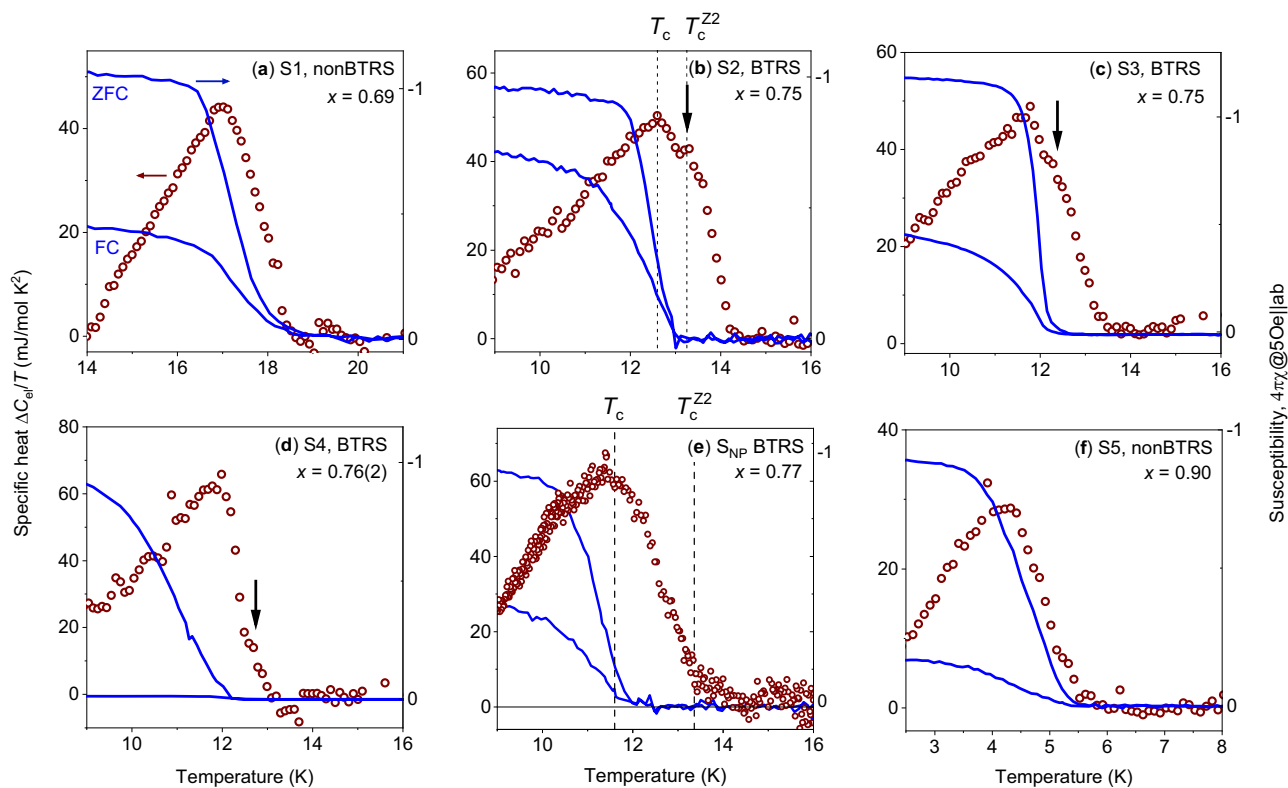 Specific heat ΔC_el/T (mJ/mol K²)
Susceptibility, 4πχ@5Oe||ab
(a) S1, nonBTRS
x = 0.69
ZFC
FC
-1
0
40
20
0
14 16 18 20
T_c T_c^Z2
(b) S2, BTRS
x = 0.75
-1
0
60
40
20
0
10 12 14 16
(c) S3, BTRS
x = 0.75
-1
0
60
40
20
0
10 12 14 16
(d) S4, BTRS
x = 0.76(2)
-1
0
80
60
40
20
0
10 12 14 16
Temperature (K)
T_c T_c^Z2
(e) S_NP BTRS
x = 0.77
-1
0
60
40
20
0
10 12 14 16
Temperature (K)
(f) S5, nonBTRS
x = 0.90
-1
0
40
20
0
3 4 5 6 7 8
Temperature (K)